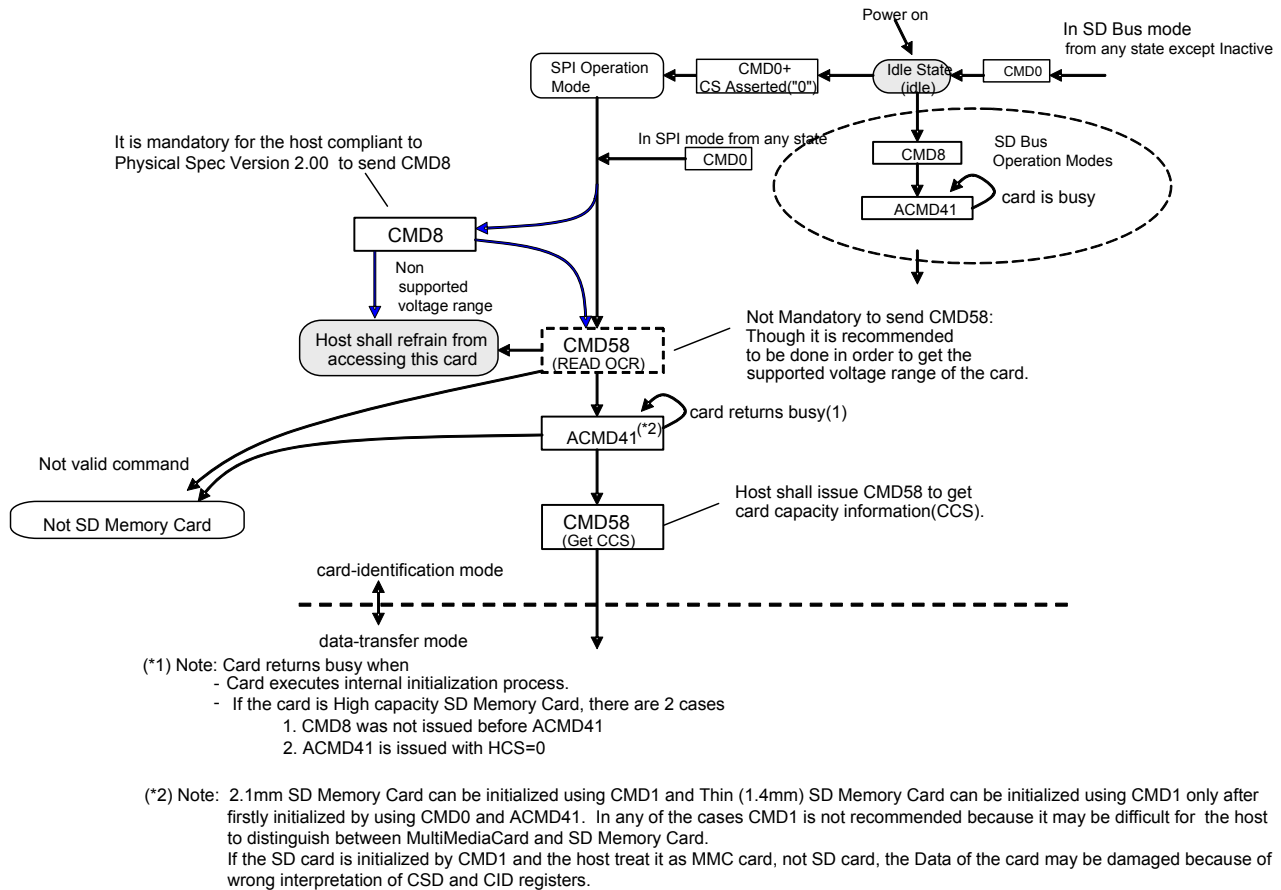 Power on
In SD Bus mode
from any state except Inactive
SPI Operation
Mode
CMD0+
CS Asserted("0")
Idle State
(idle)
CMD0
It is mandatory for the host compliant to
Physical Spec Version 2.00 to send CMD8
In SPI mode from any state
CMD0
CMD8
SD Bus
Operation Modes
ACMD41
card is busy
CMD8
Non
supported
voltage range
Host shall refrain from
accessing this card
CMD58
(READ OCR)
Not Mandatory to send CMD58:
Though it is recommended
to be done in order to get the
supported voltage range of the card.
ACMD41(*2)
card returns busy(1)
Not valid command
Not SD Memory Card
CMD58
(Get CCS)
Host shall issue CMD58 to get
card capacity information(CCS).
card-identification mode
data-transfer mode
(*1) Note: Card returns busy when
- Card executes internal initialization process.
- If the card is High capacity SD Memory Card, there are 2 cases
1. CMD8 was not issued before ACMD41
2. ACMD41 is issued with HCS=0
(*2) Note: 2.1mm SD Memory Card can be initialized using CMD1 and Thin (1.4mm) SD Memory Card can be initialized using CMD1 only after
firstly initialized by using CMD0 and ACMD41. In any of the cases CMD1 is not recommended because it may be difficult for the host
to distinguish between MultiMediaCard and SD Memory Card.
If the SD card is initialized by CMD1 and the host treat it as MMC card, not SD card, the Data of the card may be damaged because of
wrong interpretation of CSD and CID registers.